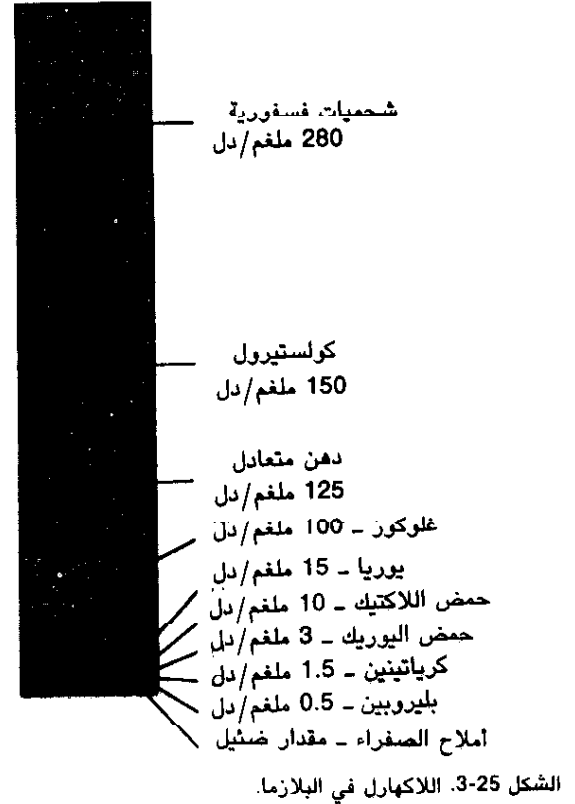 شحميات فسفورية
280 ملغم/دل
كولستيرول
150 ملغم/دل
دهن متعادل
125 ملغم/دل
غلوكوز ـ 100 ملغم/دل
يوريا ـ 15 ملغم/دل
حمض اللاكتيك ـ 10 ملغم/دل
حمض اليوريك ـ 3 ملغم/دل
كرياتينين ـ 1.5 ملغم/دل
بليروبين ـ 0.5 ملغم/دل
أملاح الصفراء ـ مقدار ضئيل
الشكل 25-3. اللاكهارل في البلازما.